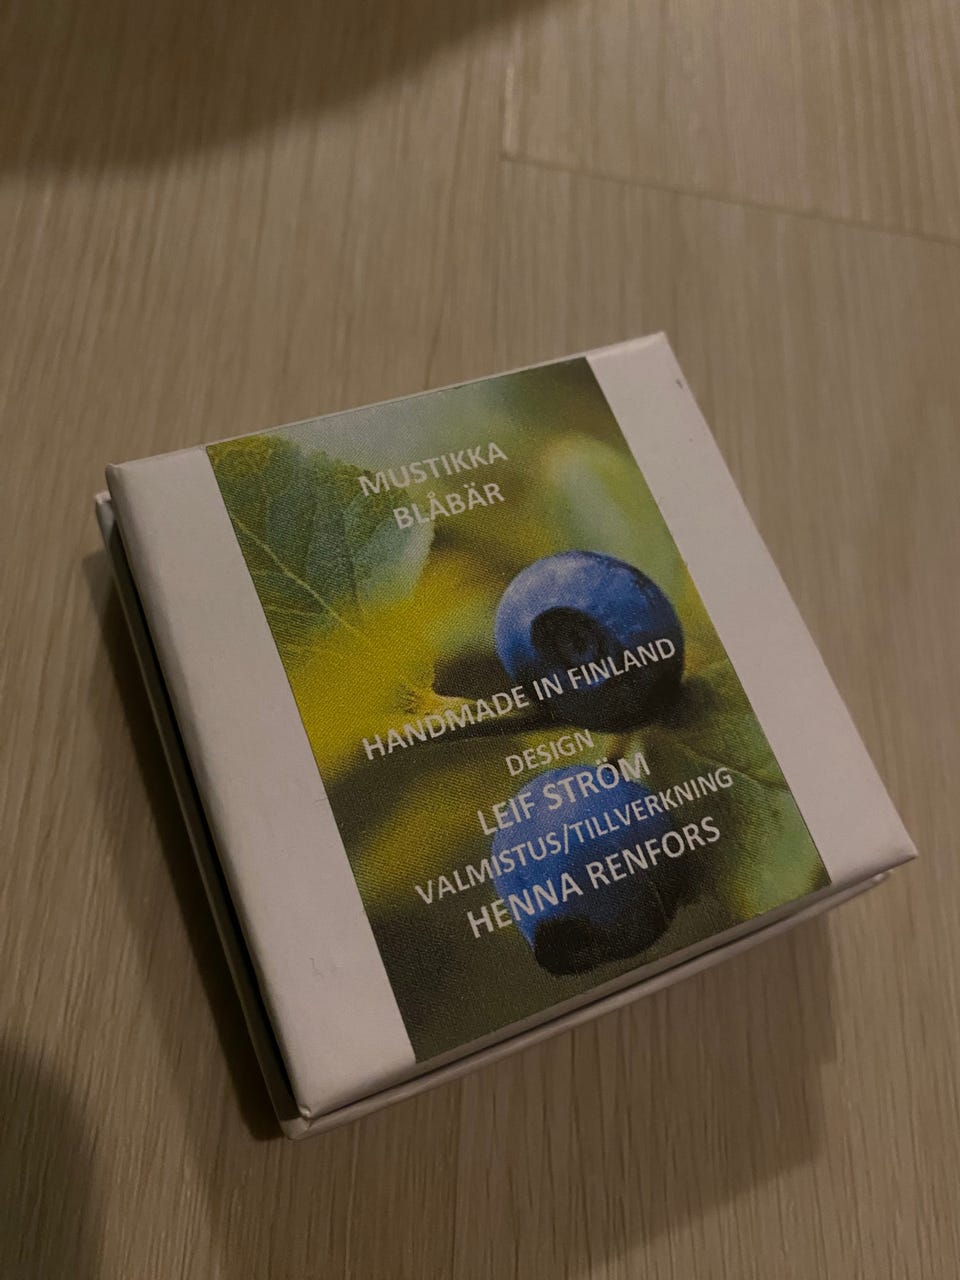 MUSTIKKA
BLÅBÄR
HANDMADE IN FINLAND
DESIGN
LEIF STRÖM
VALMISTUS/TILLVERKNING
HENNA RENFORS